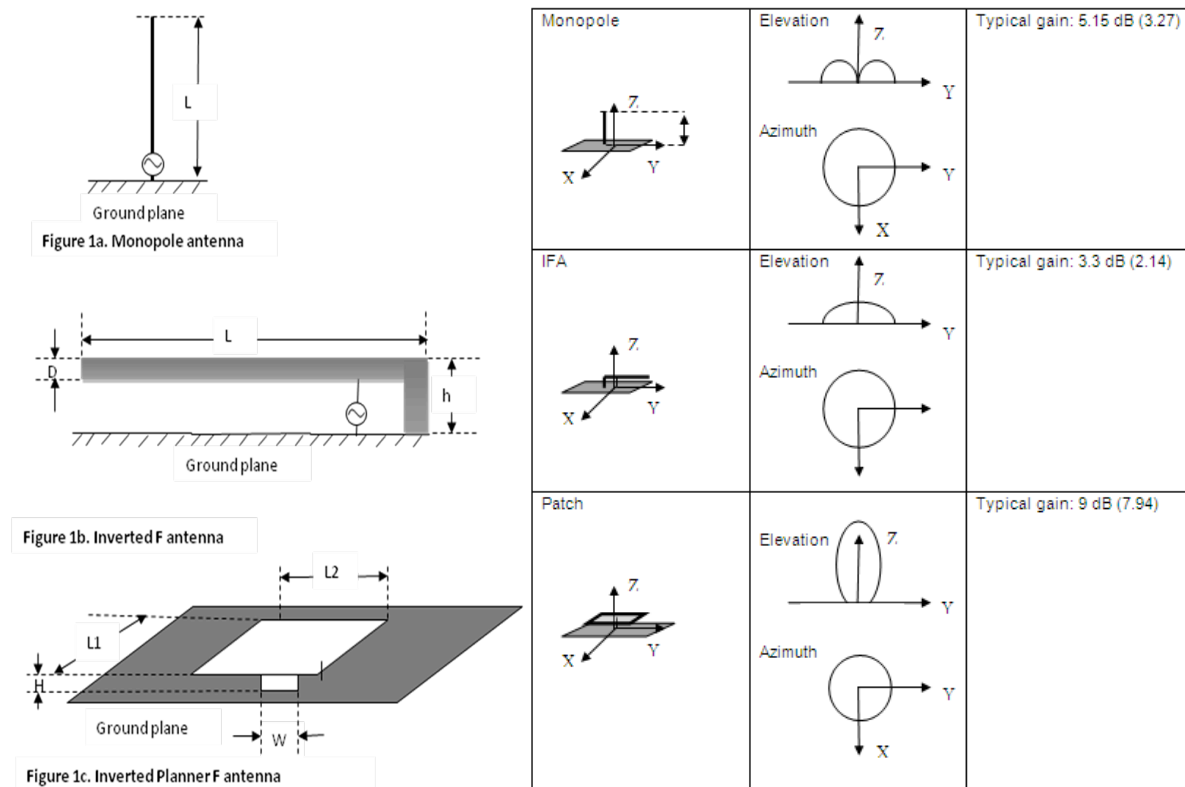 L
Ground plane
Figure 1a. Monopole antenna
L
D
h
Ground plane
Figure 1b. Inverted F antenna
L2
L1
H
Ground plane
W
Figure 1c. Inverted Planner F antenna
Monopole
Z
Y
X
Elevation
Z
Y
Azimuth
Y
X
Typical gain: 5.15 dB (3.27)
IFA
Z
Y
X
Elevation
Z
Y
Azimuth
Typical gain: 3.3 dB (2.14)
Patch
Z
Y
X
Elevation
Z
Y
Azimuth
Y
X
Typical gain: 9 dB (7.94)